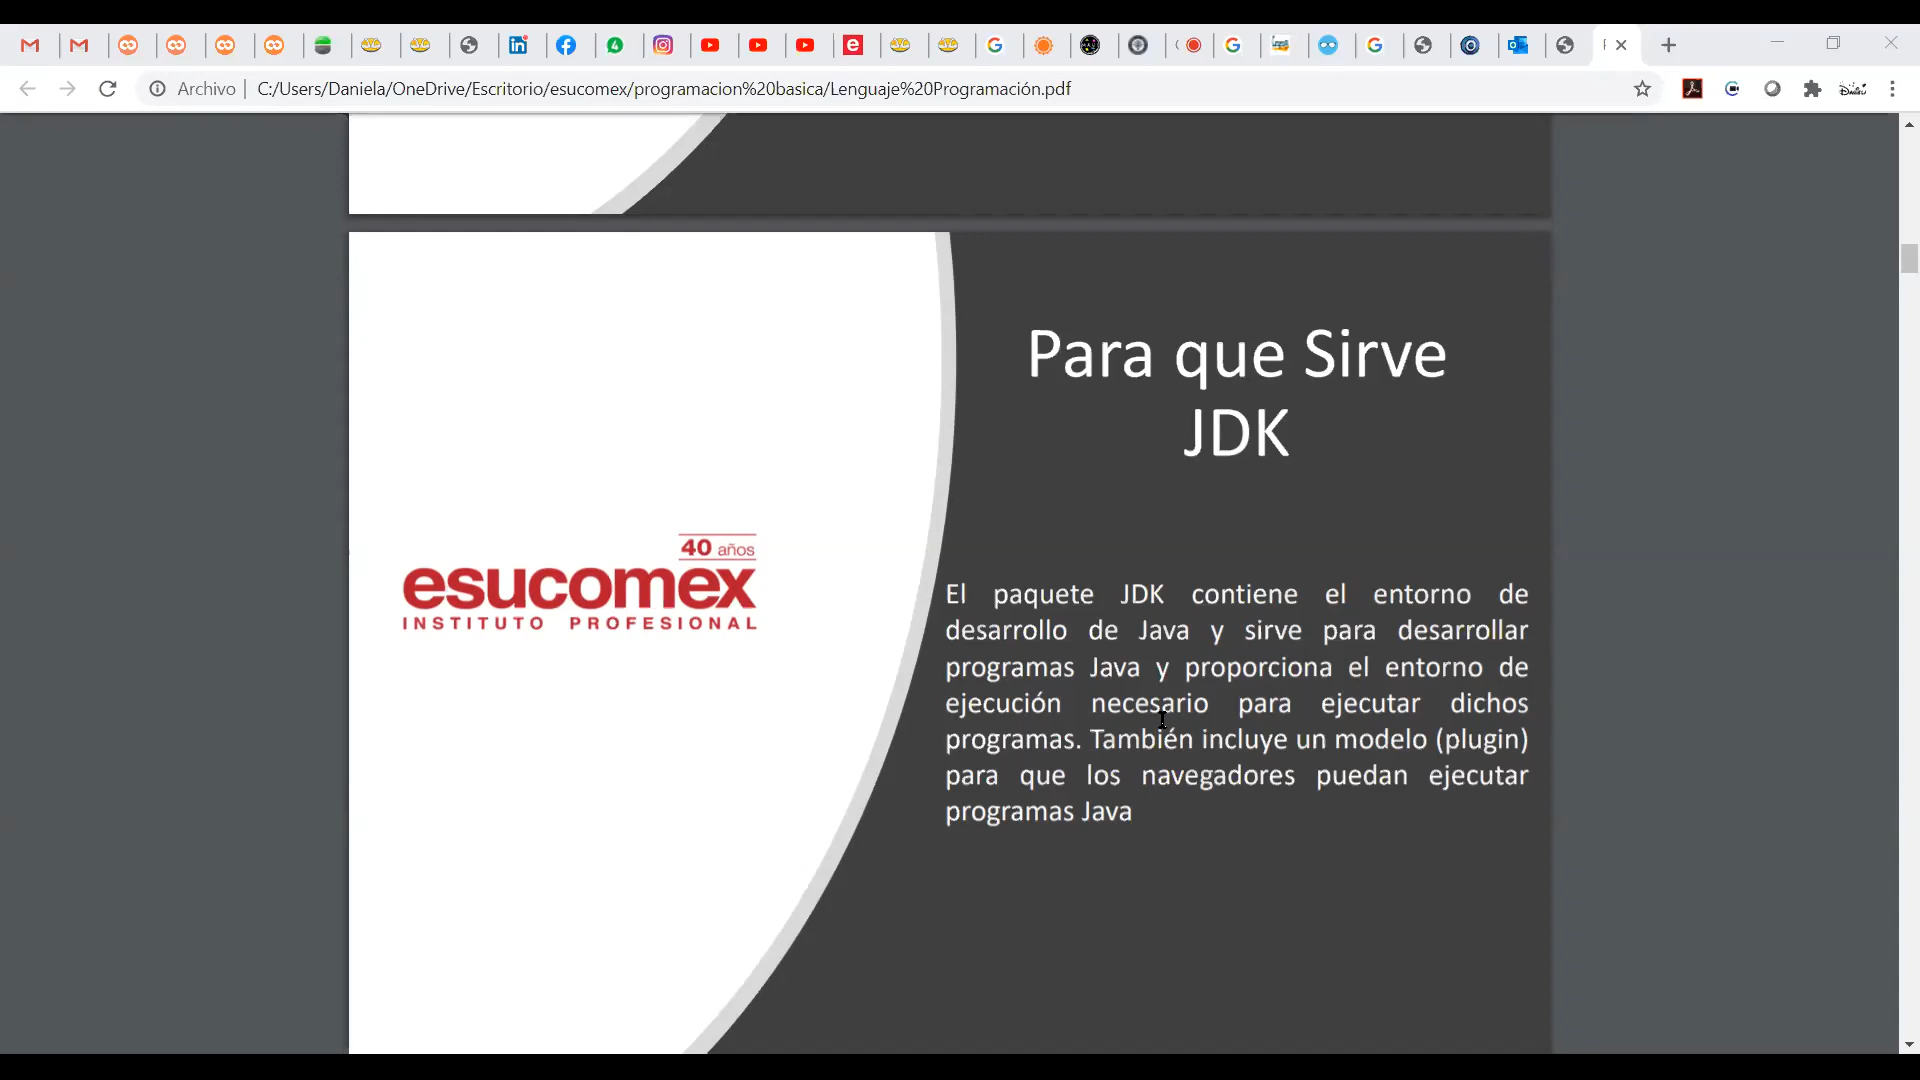 Archivo
C:/Users/Daniela/OneDrive/Escritorio/esucomex/programacion%20basica/Lenguaje%20Programación.pdf
Para que Sirve
JDK
40 años
esucomex
INSTITUTO PROFESIONAL
El paquete JDK contiene el entorno de
desarrollo de Java y sirve para desarrollar
programas Java y proporciona el entorno de
ejecución necesario para ejecutar dichos
programas. También incluye un modelo (plugin)
para que los navegadores puedan ejecutar
programas Java